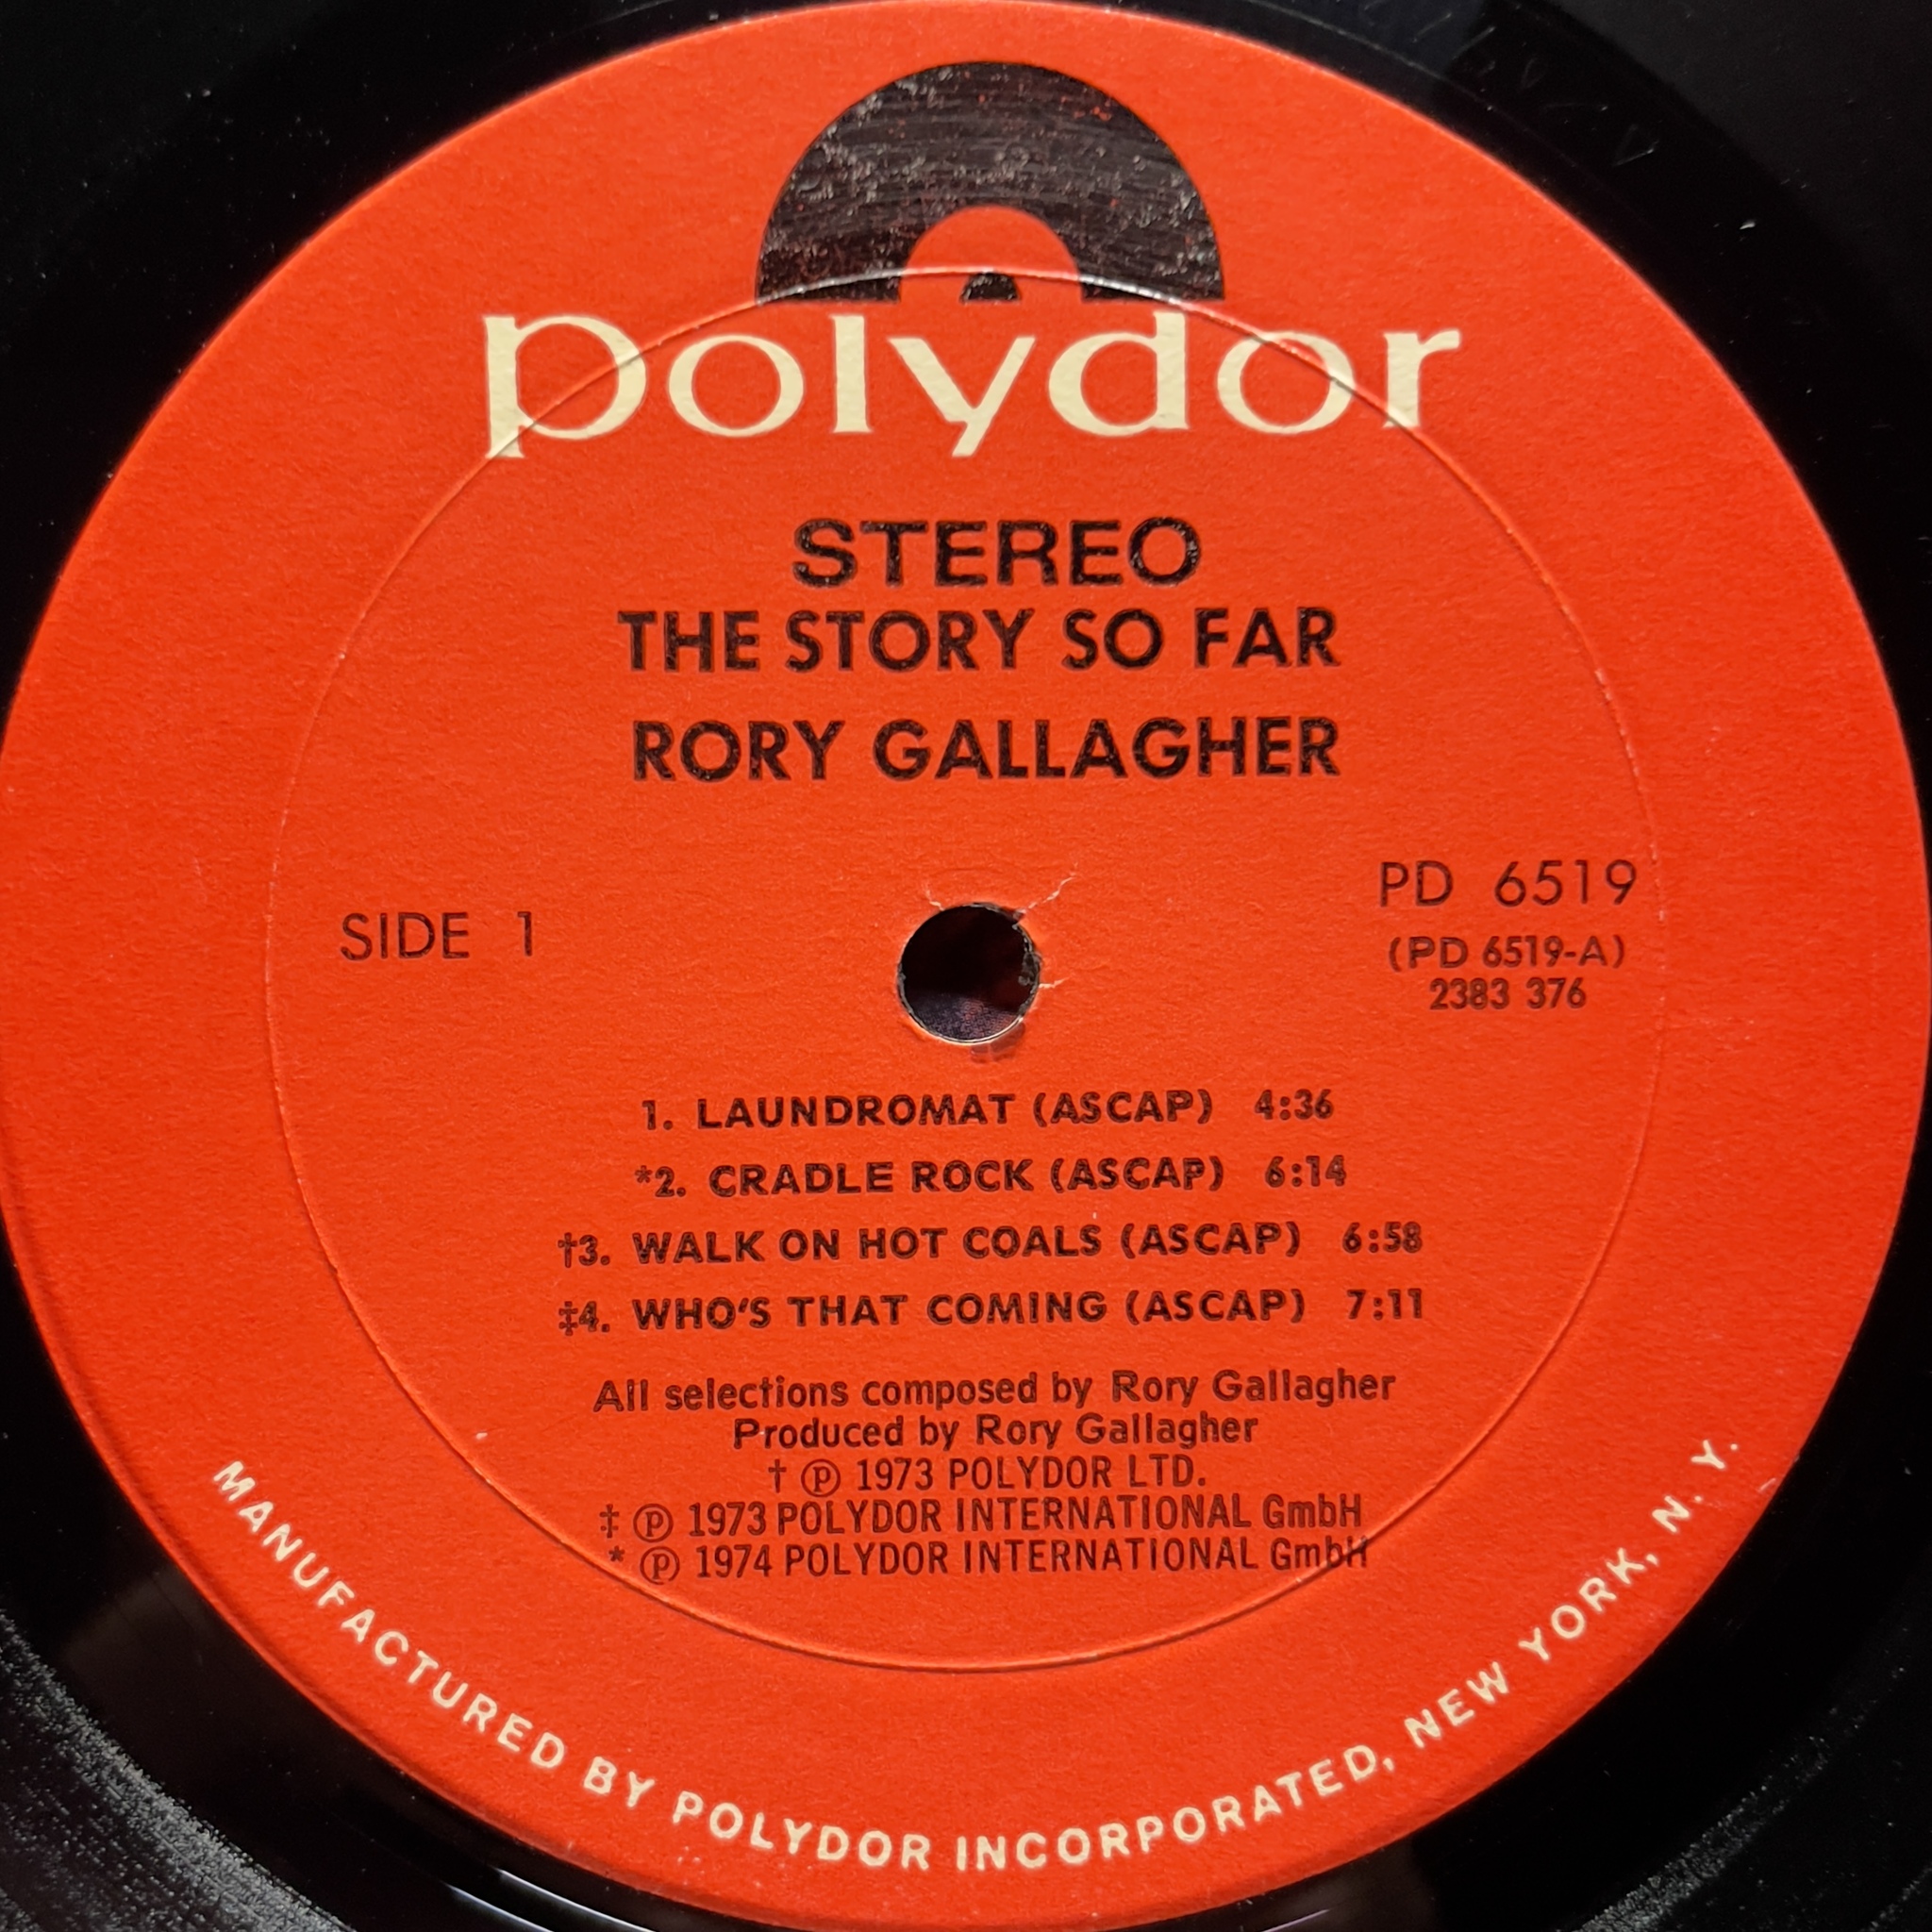 polydor
STEREO
THE STORY SO FAR
RORY GALLAGHER
SIDE 1
PD 6519
(PD 6519-A)
2383 376
1. LAUNDROMAT (ASCAP) 4:36
*2. CRADLE ROCK (ASCAP) 6:14
†3. WALK ON HOT COALS (ASCAP) 6:58
‡4. WHO'S THAT COMING (ASCAP) 7:11
All selections composed by Rory Gallagher
Produced by Rory Gallagher
† ℗ 1973 POLYDOR LTD.
‡ ℗ 1973 POLYDOR INTERNATIONAL GmbH
* ℗ 1974 POLYDOR INTERNATIONAL GmbH
MANUFACTURED BY POLYDOR INCORPORATED, NEW YORK, N. Y.